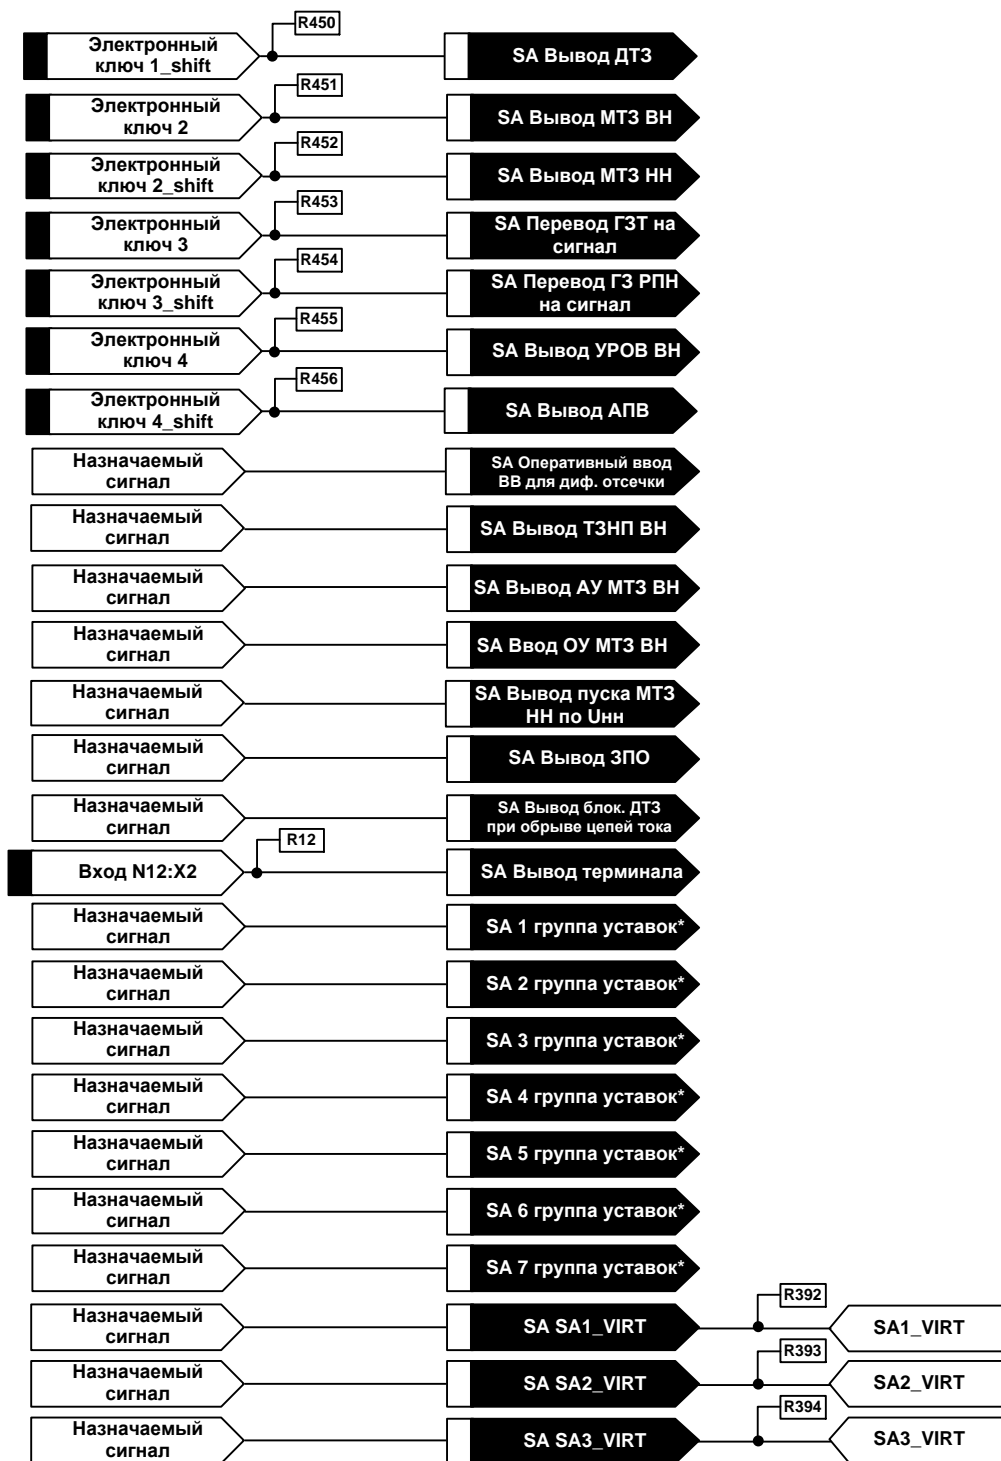 R450
Электронный
ключ 1_shift
SA Вывод ДТЗ
R451
Электронный
ключ 2
SA Вывод МТЗ ВН
R452
Электронный
ключ 2_shift
SA Вывод МТЗ НН
R453
Электронный
ключ 3
SA Перевод ГЗТ на
сигнал
R454
Электронный
ключ 3_shift
SA Перевод ГЗ РПН
на сигнал
R455
Электронный
ключ 4
SA Вывод УРОВ ВН
R456
Электронный
ключ 4_shift
SA Вывод АПВ
Назначаемый
сигнал
SA Оперативный ввод
ВВ для диф. отсечки
Назначаемый
сигнал
SA Вывод ТЗНП ВН
Назначаемый
сигнал
SA Вывод АУ МТЗ ВН
Назначаемый
сигнал
SA Ввод ОУ МТЗ ВН
Назначаемый
сигнал
SA Вывод пуска МТЗ
НН по Uнн
Назначаемый
сигнал
SA Вывод ЗПО
Назначаемый
сигнал
SA Вывод блок. ДТЗ
при обрыве цепей тока
R12
Вход N12:X2
SA Вывод терминала
Назначаемый
сигнал
SA 1 группа уставок*
Назначаемый
сигнал
SA 2 группа уставок*
Назначаемый
сигнал
SA 3 группа уставок*
Назначаемый
сигнал
SA 4 группа уставок*
Назначаемый
сигнал
SA 5 группа уставок*
Назначаемый
сигнал
SA 6 группа уставок*
Назначаемый
сигнал
SA 7 группа уставок*
R392
Назначаемый
сигнал
SA SA1_VIRT
SA1_VIRT
R393
Назначаемый
сигнал
SA SA2_VIRT
SA2_VIRT
R394
Назначаемый
сигнал
SA SA3_VIRT
SA3_VIRT